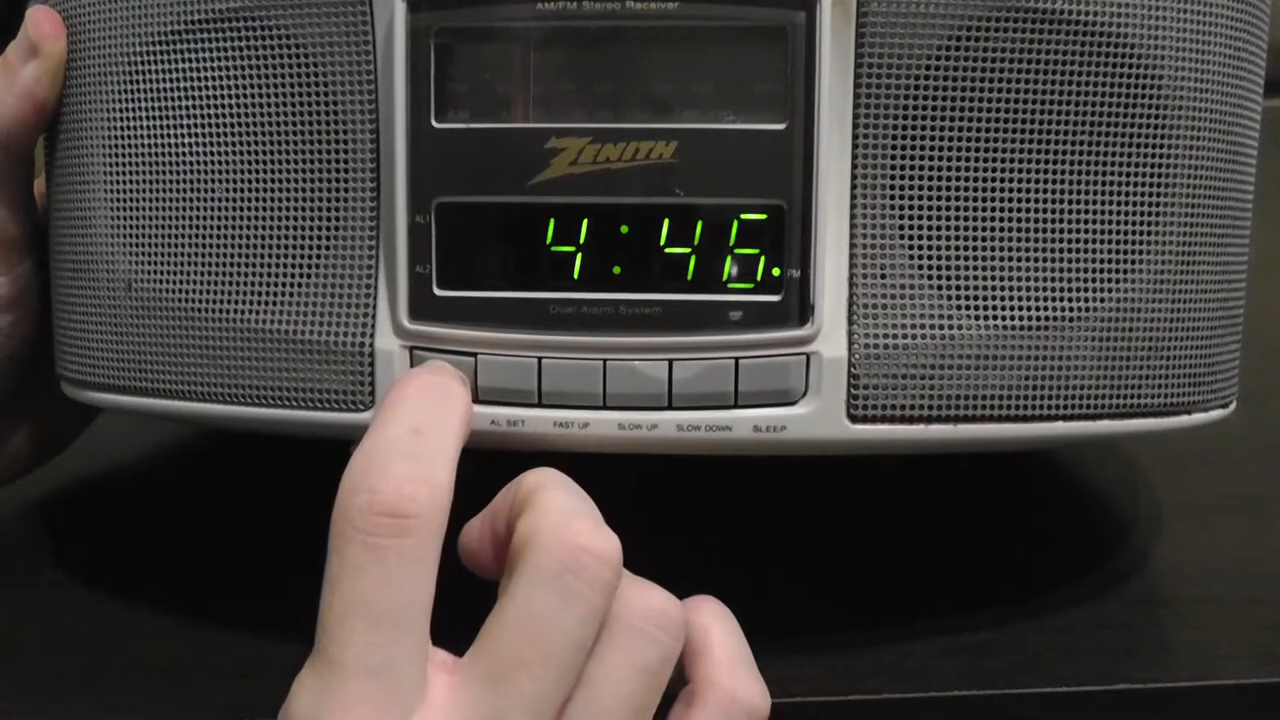 AM/FM Stereo Receiver
ZENITH
AL1
4:46
AL2
PM
Dual Alarm System
AL SET FAST UP SLOW UP SLOW DOWN SLEEP